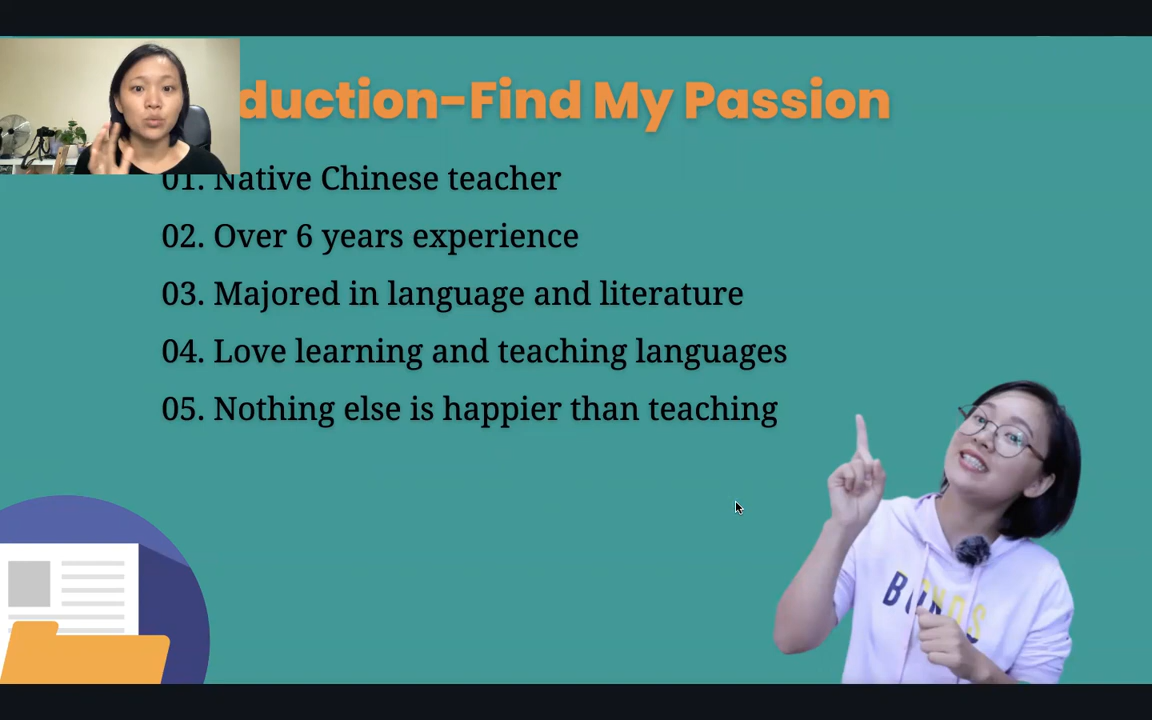 duction-Find My Passion
01. Native Chinese teacher
02. Over 6 years experience
03. Majored in language and literature
04. Love learning and teaching languages
05. Nothing else is happier than teaching